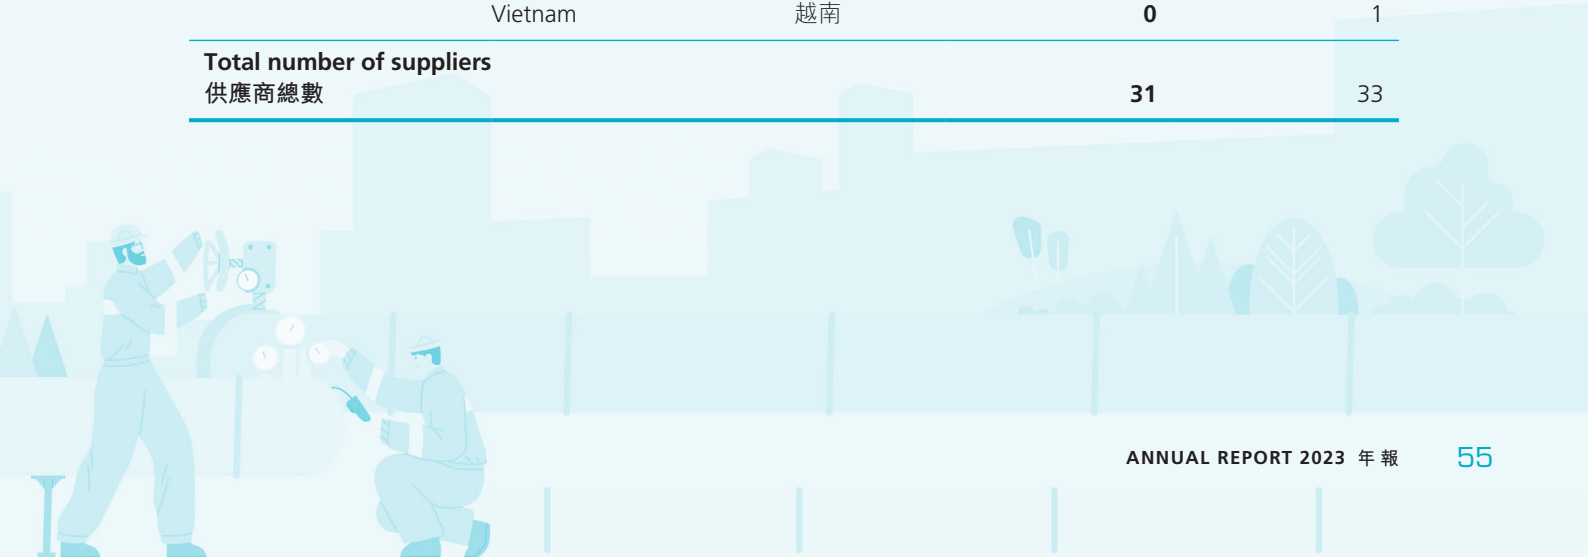 Vietnam 越南 0 1
Total number of suppliers
供應商總數 31 33
ANNUAL REPORT 2023 年報 55